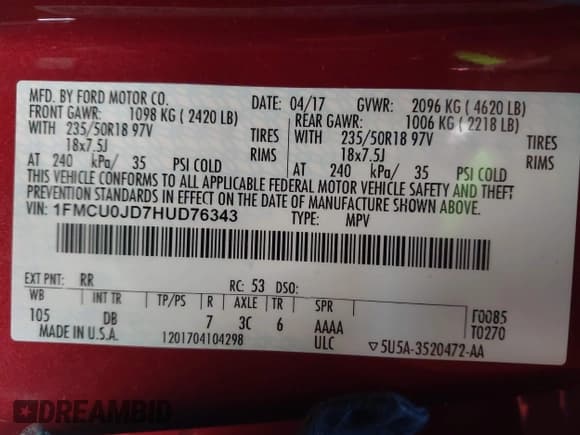 MFD. BY FORD MOTOR CO.
DATE: 04/17 GVWR: 2096 KG ( 4620 LB)
FRONT GAWR: 1098 KG ( 2420 LB)
REAR GAWR: 1006 KG ( 2218 LB)
WITH 235/50R18 97V TIRES
WITH 235/50R18 97V TIRES
18x7.5J RIMS
18x7.5J RIMS
AT 240 kPa/ 35 PSI COLD
AT 240 kPa/ 35 PSI COLD
THIS VEHICLE CONFORMS TO ALL APPLICABLE FEDERAL MOTOR VEHICLE SAFETY AND THEFT
PREVENTION STANDARDS IN EFFECT ON THE DATE OF MANUFACTURE SHOWN ABOVE.
VIN: 1FMCU0JD7HUD76343
TYPE: MPV
EXT PNT: RR RC: 53 DSO:
WB INT TR TP/PS R AXLE TR SPR
105 DB 7 3C 6 AAAA
F0085
T0270
MADE IN U.S.A. 1201704104298 ULC ▽5U5A-3520472-AA
DREAMBID